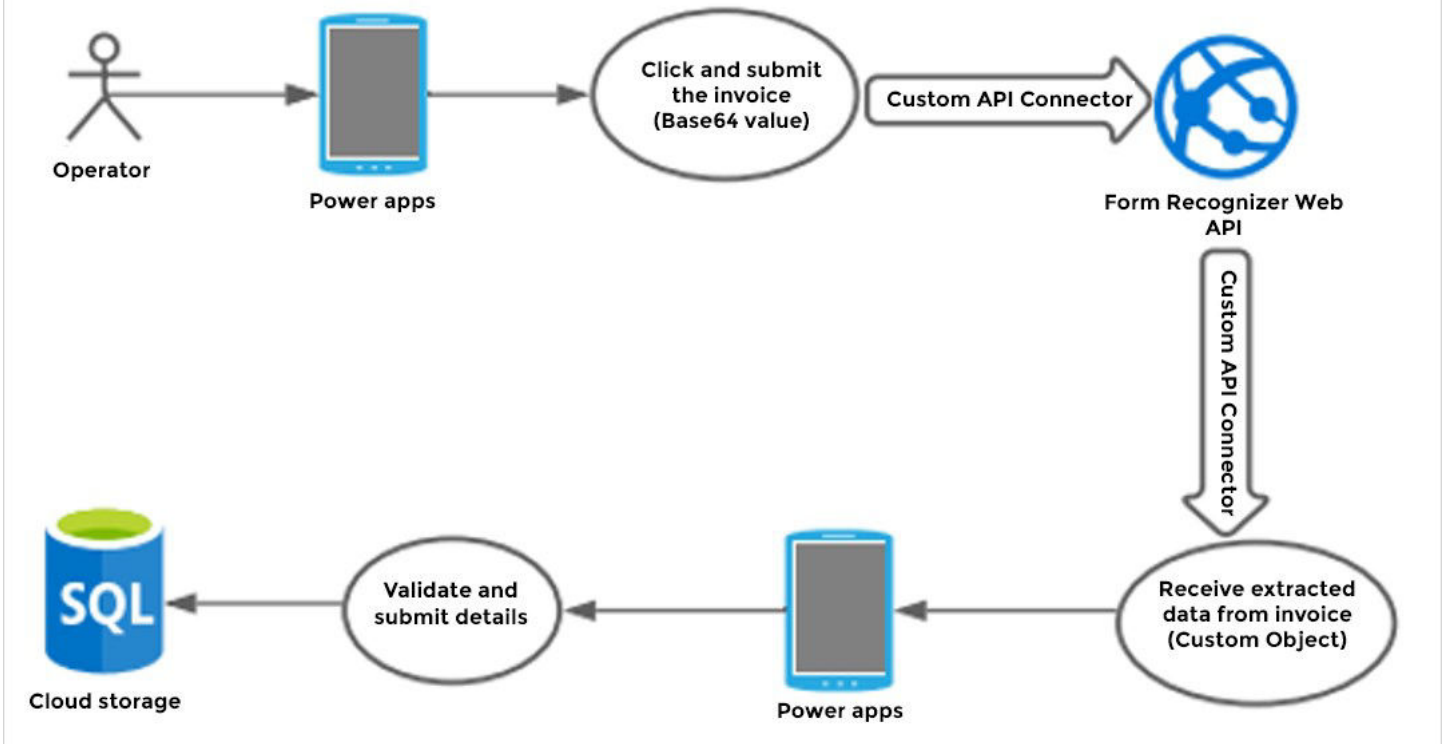 Click and submit
the invoice
(Base64 value)
Custom API Connector
Operator
Power apps
Form Recognizer Web
API
Custom API Connector
SQL
Validate and
submit details
Receive extracted
data from invoice
(Custom Object)
Cloud storage
Power apps